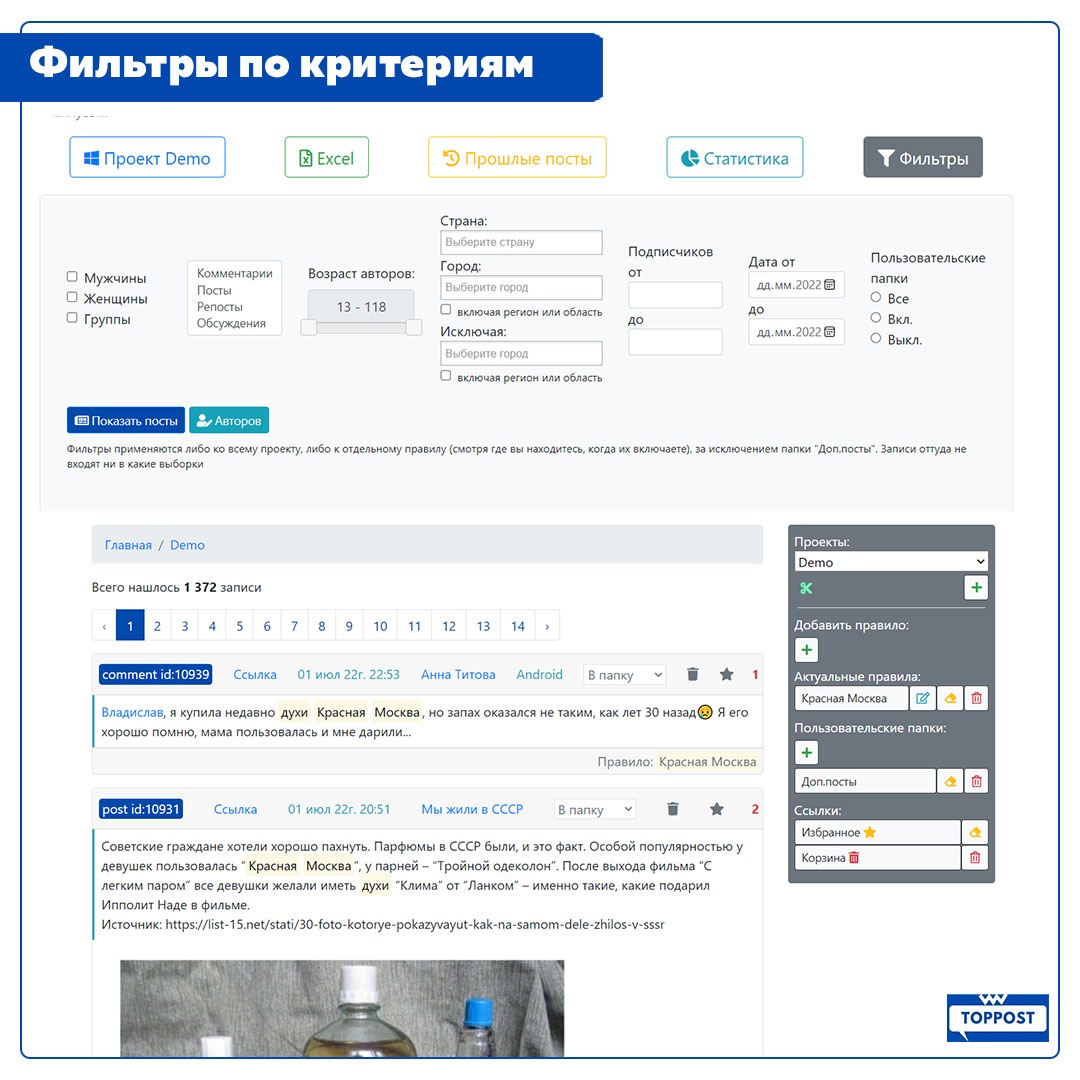 Фильтры по критериям
Проект Demo
Excel
Прошлые посты
Статистика
Фильтры
Мужчины
Женщины
Группы
Комментарии
Посты
Репосты
Обсуждения
Возраст авторов:
13 - 118
Страна:
Выберите страну
Город:
Выберите город
включая регион или область
Исключая:
Выберите город
включая регион или область
Подписчиков
от
до
Дата от
дд.мм.2022
до
дд.мм.2022
Пользовательские
папки
Все
Вкл.
Выкл.
Показать посты
Авторов
Фильтры применяются либо ко всему проекту, либо к отдельному правилу (смотря где вы находитесь, когда их включаете), за исключением папки "Доп.посты". Записи оттуда не
входят ни в какие выборки
Главная / Demo
Всего нашлось 1 372 записи
‹ 1 2 3 4 5 6 7 8 9 10 11 12 13 14 ›
comment id:10939 Ссылка 01 июл 22г. 22:53 Анна Титова Android В папку 1
Владислав, я купила недавно духи Красная Москва, но запах оказался не таким, как лет 30 назад😥 Я его
хорошо помню, мама пользовалась и мне дарили...
Правило: Красная Москва
post id:10931 Ссылка 01 июл 22г. 20:51 Мы жили в СССР В папку 2
Советские граждане хотели хорошо пахнуть. Парфюмы в СССР были, и это факт. Особой популярностью у
девушек пользовалась “ Красная Москва ”, у парней – “Тройной одеколон”. После выхода фильма “С
легким паром” все девушки желали иметь духи “Клима” от “Ланком” – именно такие, какие подарил
Ипполит Наде в фильме.
Источник: https://list-15.net/stati/30-foto-kotorye-pokazyvayut-kak-na-samom-dele-zhilos-v-sssr
Проекты:
Demo
Добавить правило:
Актуальные правила:
Красная Москва
Пользовательские папки:
Доп.посты
Ссылки:
Избранное
Корзина
TOPPOST